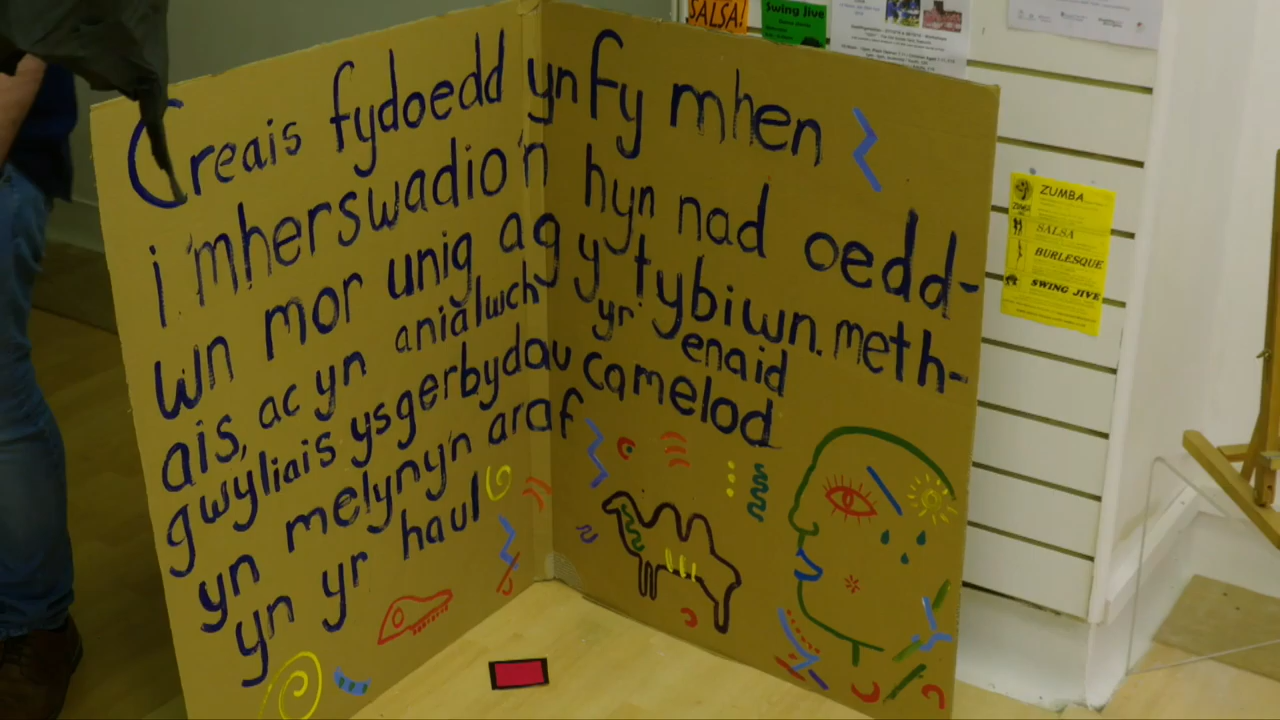 Creais fydoedd yn fy mhen
i 'mherswadio'n hyn nad oedd-
wn mor unig ag y tybiwn. meth-
ais, ac yn anialwch yr enaid
gwyliais ysgerbydau camelod
yn melynyn araf
yn yr haul
SALSA!
Swing Jive
ZUMBA
SALSA
BURLESQUE
SWING JIVE